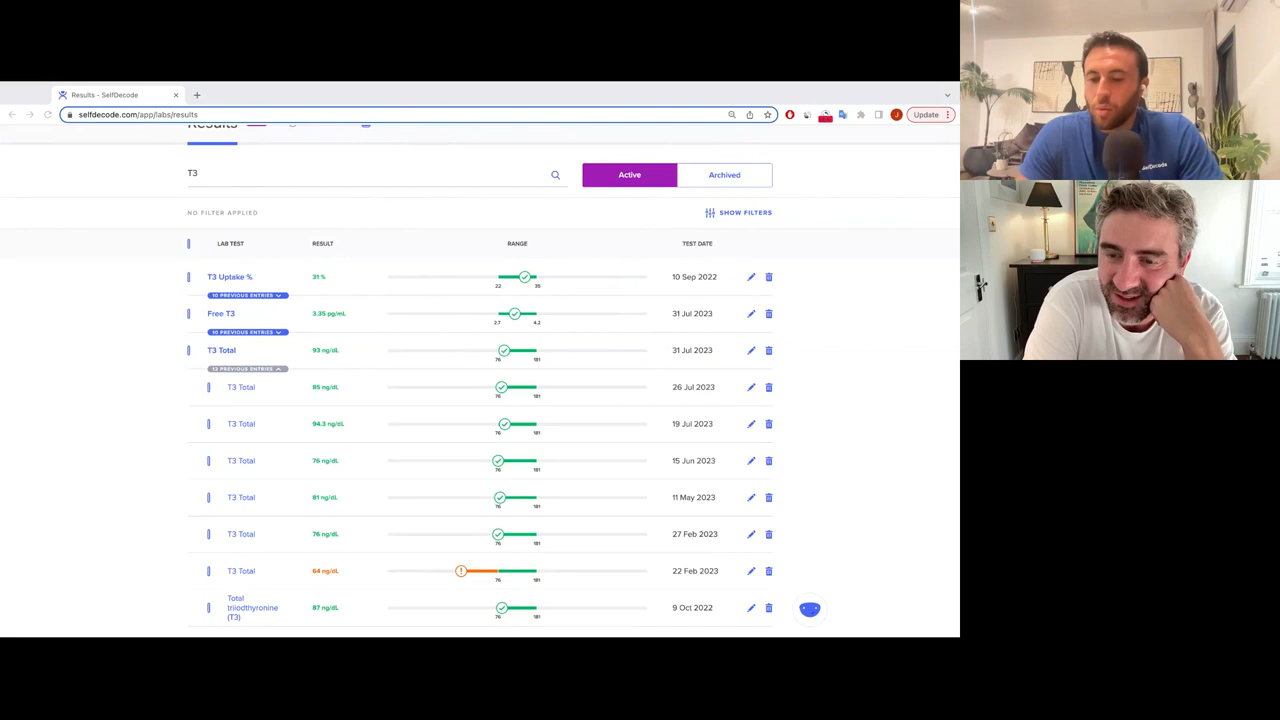 Results - SelfDecode
selfdecode.com/app/labs/results
Update
Results
T3
Active
Archived
NO FILTER APPLIED
SHOW FILTERS
LAB TEST RESULT RANGE TEST DATE
T3 Uptake % 31 % 22 35 10 Sep 2022
10 PREVIOUS ENTRIES
Free T3 3.35 pg/mL 2.7 4.2 31 Jul 2023
10 PREVIOUS ENTRIES
T3 Total 93 ng/dL 76 181 31 Jul 2023
12 PREVIOUS ENTRIES
T3 Total 85 ng/dL 76 181 26 Jul 2023
T3 Total 94.3 ng/dL 76 181 19 Jul 2023
T3 Total 76 ng/dL 76 181 15 Jun 2023
T3 Total 81 ng/dL 76 181 11 May 2023
T3 Total 76 ng/dL 76 181 27 Feb 2023
T3 Total 64 ng/dL 76 181 22 Feb 2023
Total
triiodthyronine
(T3) 87 ng/dL 76 181 9 Oct 2022